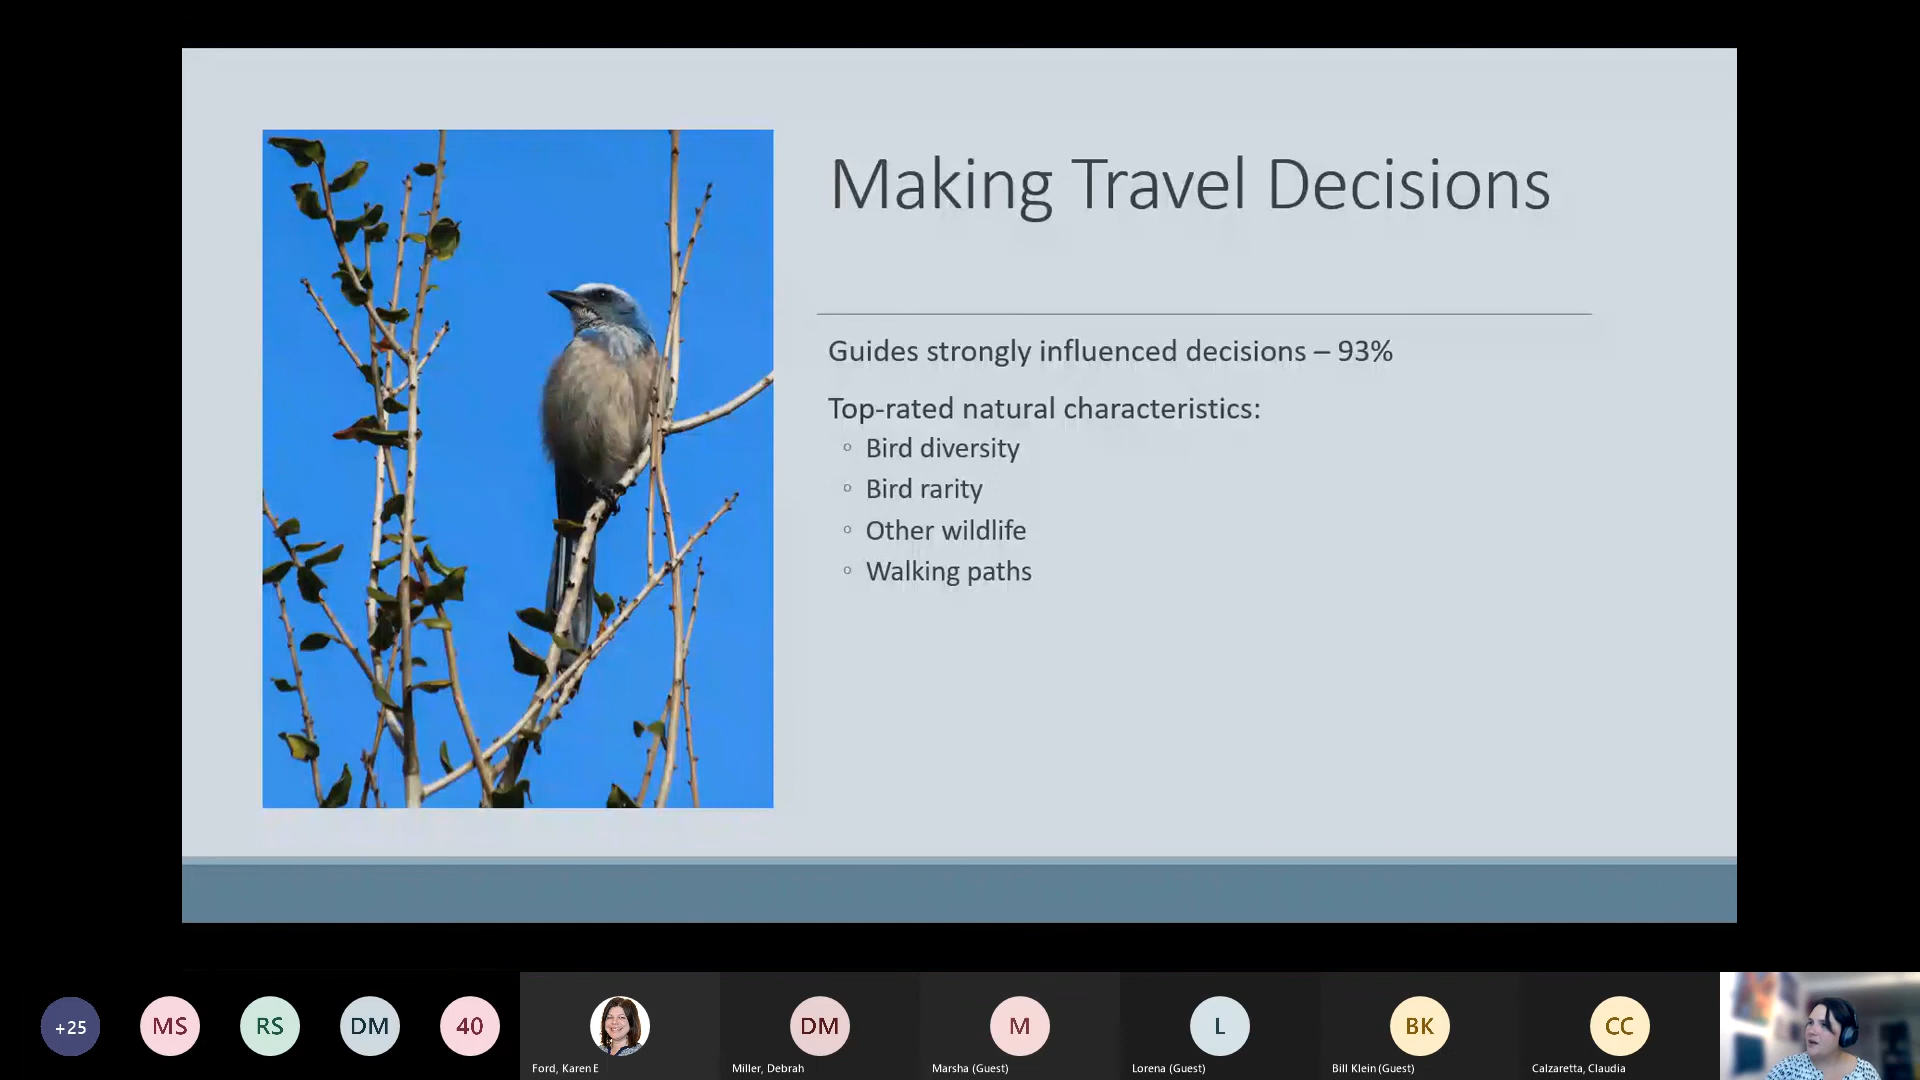 Making Travel Decisions
Guides strongly influenced decisions – 93%
Top-rated natural characteristics:
◦ Bird diversity
◦ Bird rarity
◦ Other wildlife
◦ Walking paths
+25
MS
RS
DM
40
DM
M
L
BK
CC
Ford, Karen E
Miller, Debrah
Marsha (Guest)
Lorena (Guest)
Bill Klein (Guest)
Calzaretta, Claudia